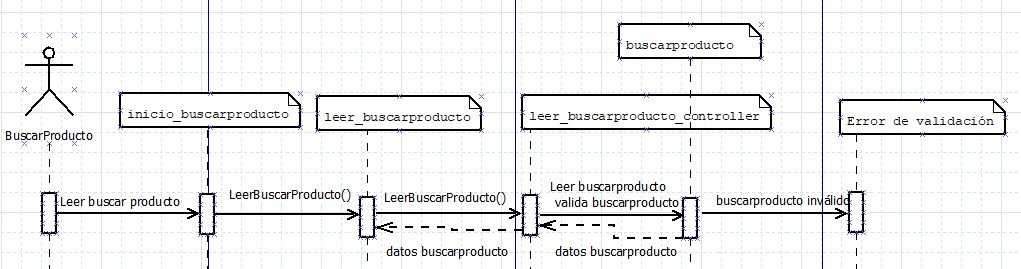 buscarproducto
inicio_buscarproducto
leer_buscarproducto
leer_buscarproducto_controller
Error de validación
BuscarProducto
Leer buscar producto
LeerBuscarProducto()
LeerBuscarProducto()
Leer buscarproducto
valida buscarproducto
buscarproducto inválido
datos buscarproducto
datos buscarproducto